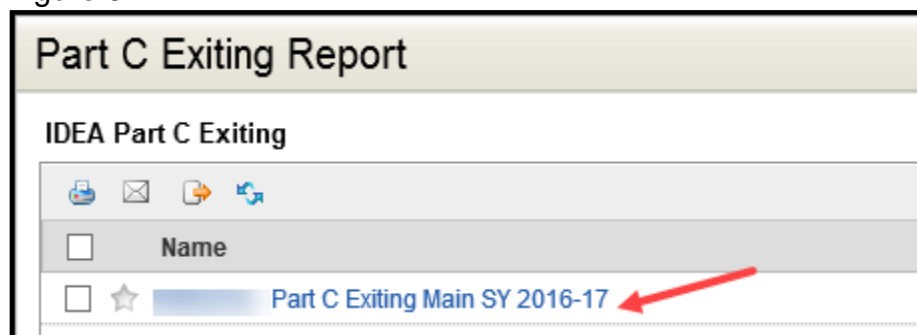 Part C Exiting Report
IDEA Part C Exiting
Name
Part C Exiting Main SY 2016-17